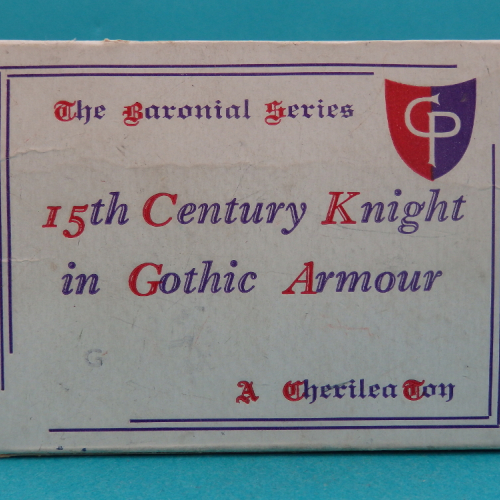 The Baronial Series
CP
15th Century Knight
in Gothic Armour
G
A Cherilea Toy